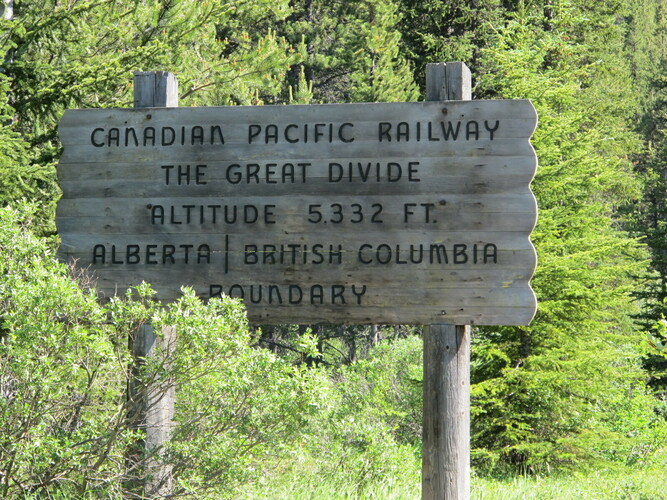 CANADIAN PACIFIC RAILWAY
THE GREAT DIVIDE
ALTITUDE 5,332 FT.
ALBERTA | BRITISH COLUMBIA
BOUNDARY